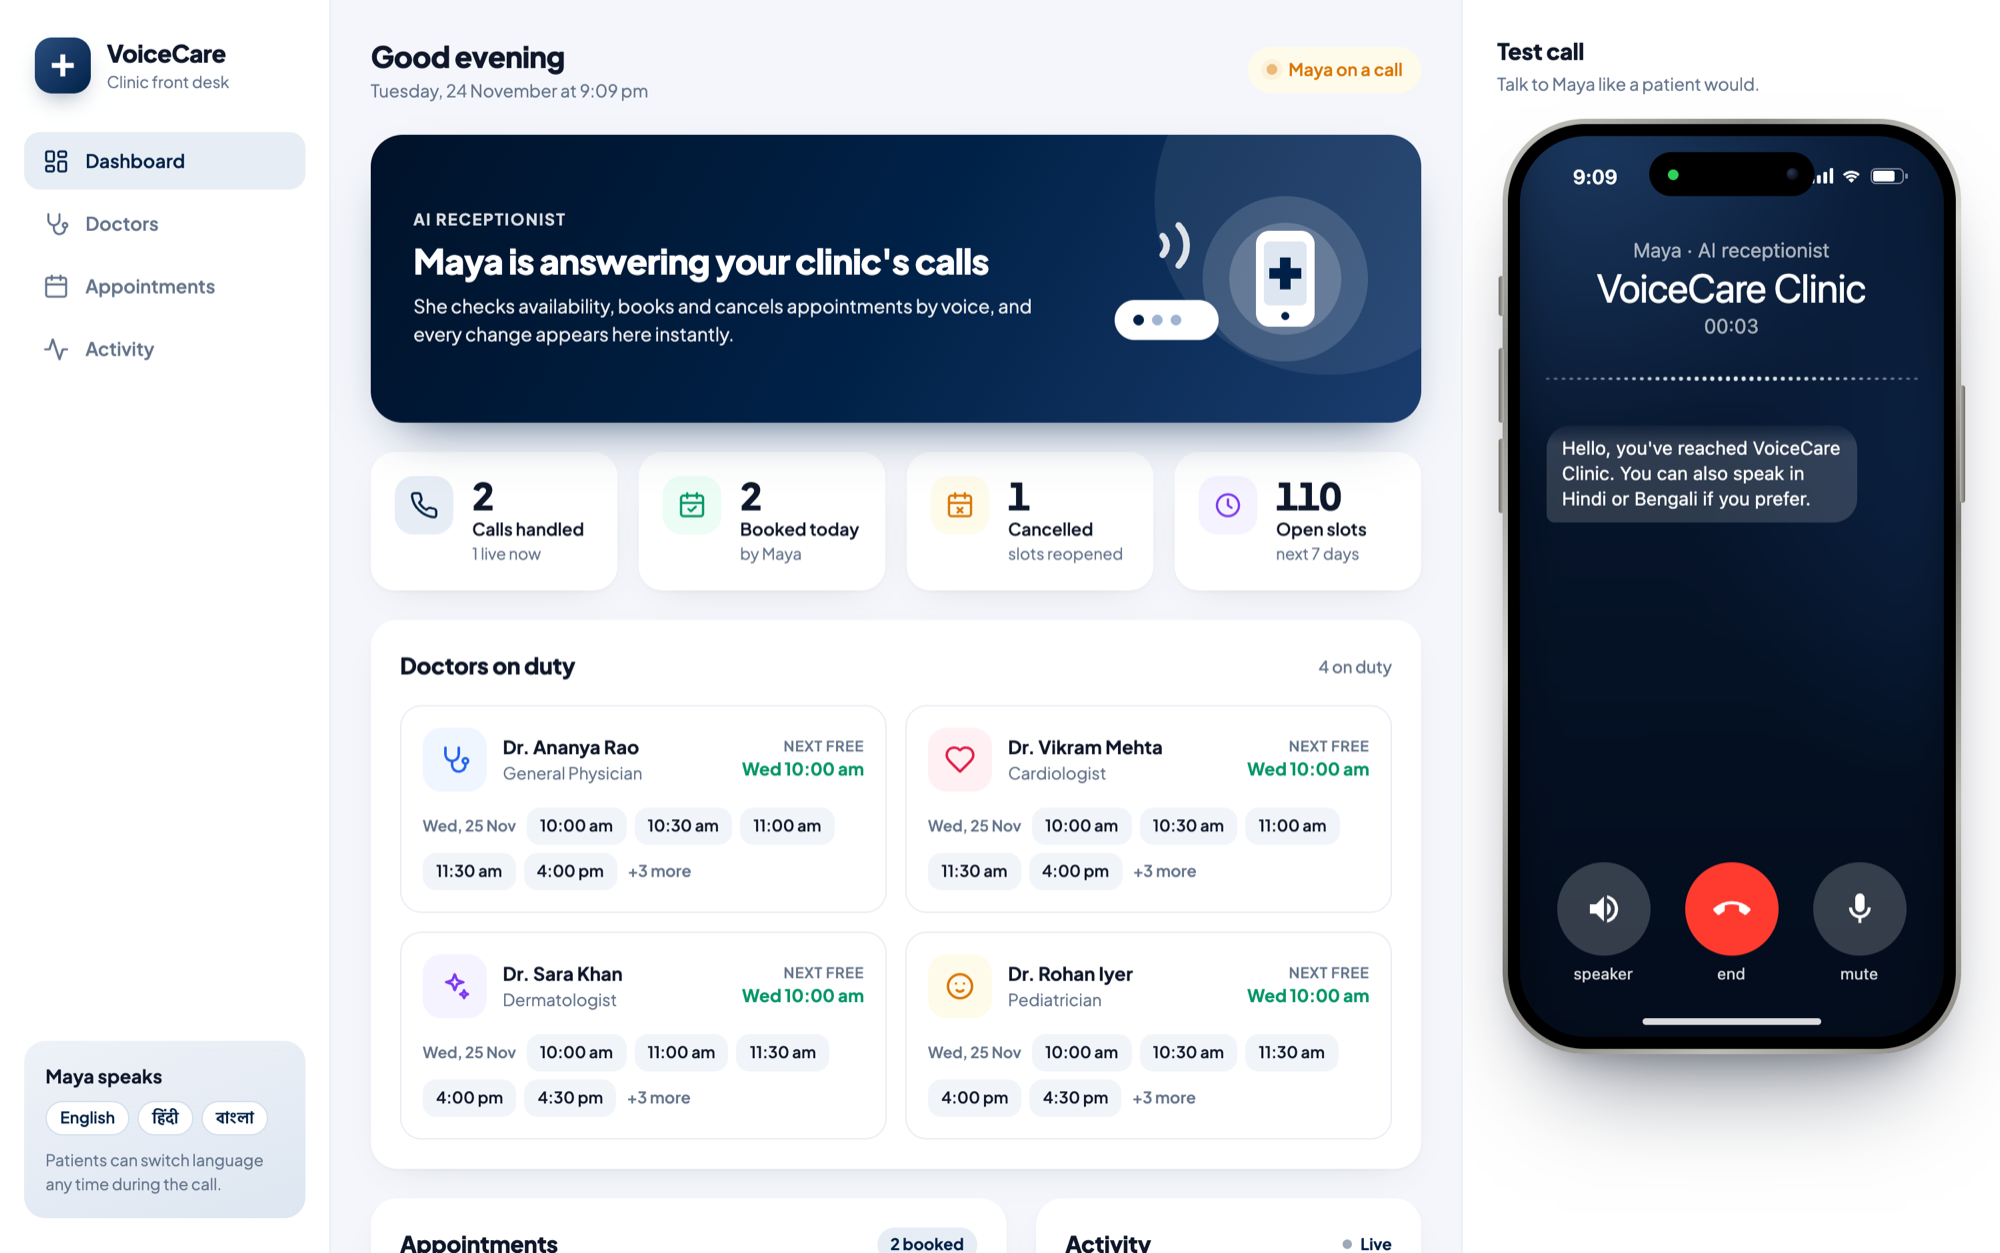 VoiceCare
Clinic front desk
Dashboard
Doctors
Appointments
Activity
Maya speaks
English
हिंदी
বাংলা
Patients can switch language
any time during the call.
Good evening
Tuesday, 24 November at 9:09 pm
Maya on a call
AI RECEPTIONIST
Maya is answering your clinic's calls
She checks availability, books and cancels appointments by voice, and
every change appears here instantly.
2
Calls handled
1 live now
2
Booked today
by Maya
1
Cancelled
slots reopened
110
Open slots
next 7 days
Doctors on duty
4 on duty
Dr. Ananya Rao
General Physician
NEXT FREE
Wed 10:00 am
Wed, 25 Nov 10:00 am 10:30 am 11:00 am
11:30 am 4:00 pm +3 more
Dr. Vikram Mehta
Cardiologist
NEXT FREE
Wed 10:00 am
Wed, 25 Nov 10:00 am 10:30 am 11:00 am
11:30 am 4:00 pm +3 more
Dr. Sara Khan
Dermatologist
NEXT FREE
Wed 10:00 am
Wed, 25 Nov 10:00 am 11:00 am 11:30 am
4:00 pm 4:30 pm +3 more
Dr. Rohan Iyer
Pediatrician
NEXT FREE
Wed 10:00 am
Wed, 25 Nov 10:00 am 10:30 am 11:30 am
4:00 pm 4:30 pm +3 more
Appointments
2 booked
Activity
Live
Test call
Talk to Maya like a patient would.
9:09
Maya · AI receptionist
VoiceCare Clinic
00:03
Hello, you've reached VoiceCare
Clinic. You can also speak in
Hindi or Bengali if you prefer.
speaker
end
mute